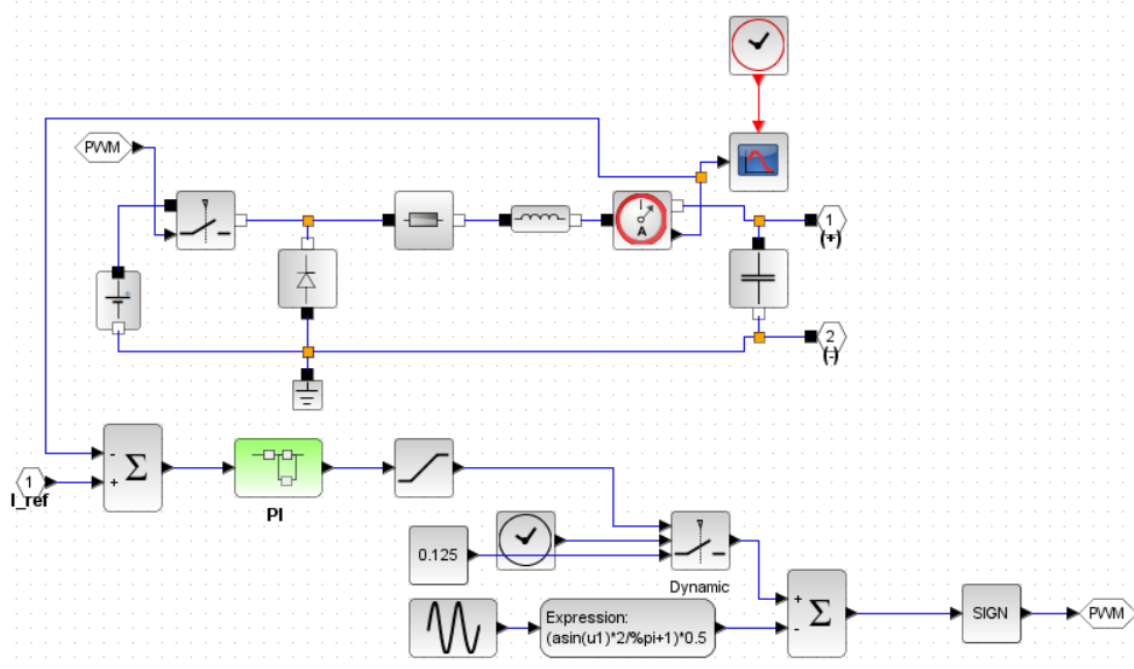 PWM
I
A
1
(+)
2
(-)
-
+
Σ
1
I_ref
PI
0.125
Dynamic
Expression:
(asin(u1)*2/%pi+1)*0.5
+
-
Σ
SIGN
PWM